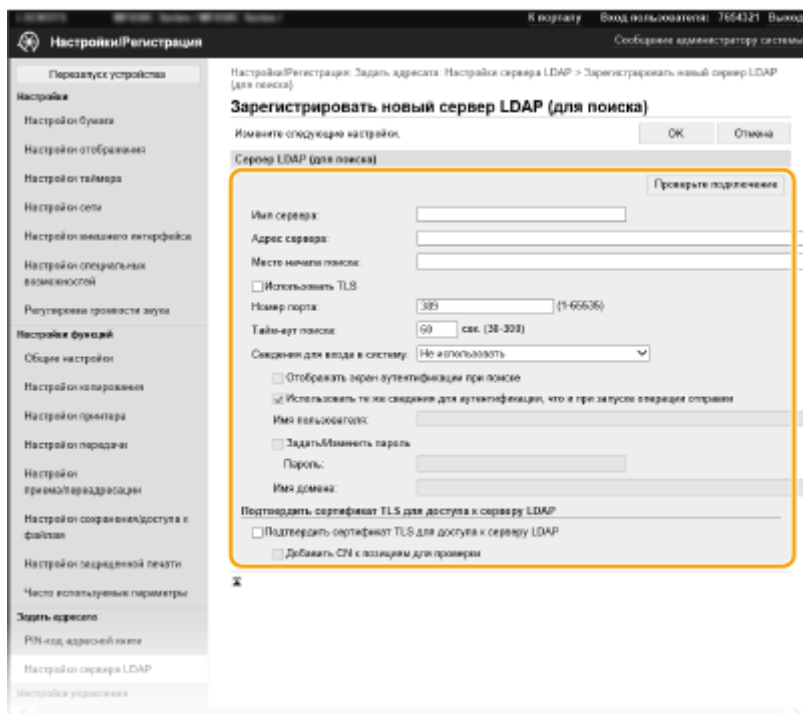 К порталу Вход пользователя: 7654321 Выход
Настройки/Регистрация
Сообщение администратору системы
Перезапуск устройства
Настройки
Настройки бумаги
Настройки отображения
Настройки таймера
Настройки сети
Настройки внешнего интерфейса
Настройки специальных
возможностей
Регулировка громкости звука
Настройки функций
Общие настройки
Настройки копирования
Настройки принтера
Настройки передачи
Настройки
приема/переадресации
Настройки сохранения/доступа к
файлам
Настройки защищенной печати
Часто используемые параметры
Задать адресата
PIN-код адресной книги
Настройки сервера LDAP
Настройки управления
Настройки/Регистрация: Задать адресата: Настройки сервера LDAP > Зарегистрировать новый сервер LDAP
(для поиска)
Зарегистрировать новый сервер LDAP (для поиска)
Измените следующие настройки.
OK Отмена
Сервер LDAP (для поиска)
Проверьте подключение
Имя сервера:
Адрес сервера:
Место начала поиска:
Использовать TLS
Номер порта: 389 (1-65535)
Тайм-аут поиска: 60 сек. (30-300)
Сведения для входа в систему: Не использовать
Отображать экран аутентификации при поиске
Использовать те же сведения для аутентификации, что и при запуске операции отправки
Имя пользователя:
Задать/Изменить пароль
Пароль:
Имя домена:
Подтвердить сертификат TLS для доступа к серверу LDAP
Подтвердить сертификат TLS для доступа к серверу LDAP
Добавить CN к позициям для проверки